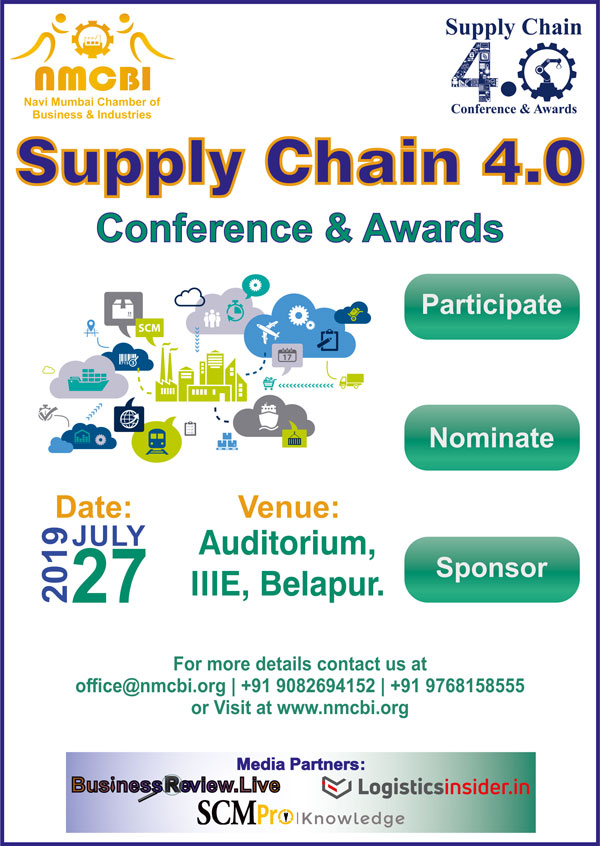 NMCBI
Navi Mumbai Chamber of
Business & Industries
Supply Chain
4.0
Conference & Awards
Supply Chain 4.0
Conference & Awards
SCM
17
Participate
Nominate
Sponsor
Date:
2019
JULY
27
Venue:
Auditorium,
IIIE, Belapur.
For more details contact us at
office@nmcbi.org | +91 9082694152 | +91 9768158555
or Visit at www.nmcbi.org
Media Partners:
BusinessReview.Live
Logisticsinsider.in
SCMPro|Knowledge